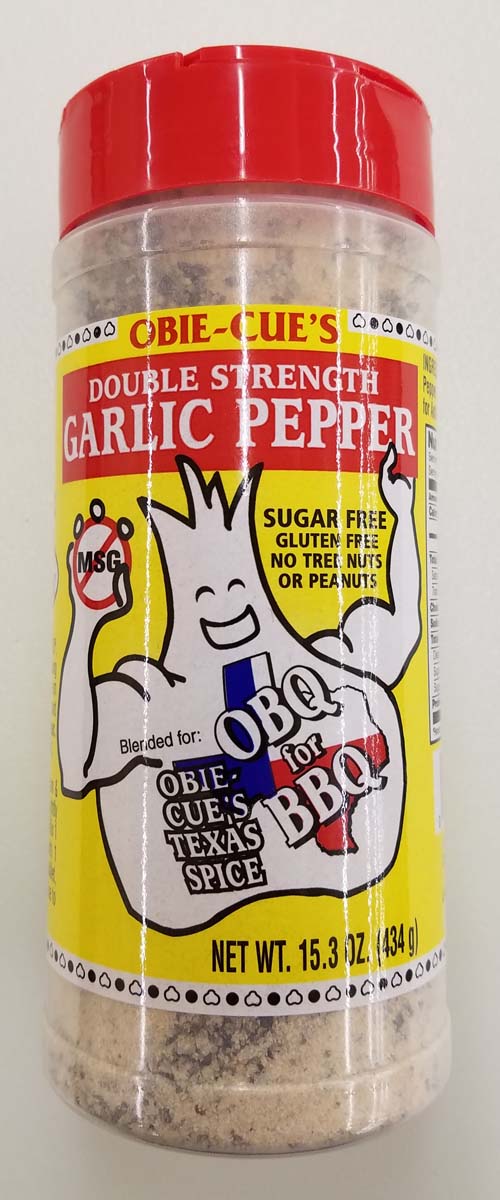 OBIE-CUE'S
DOUBLE STRENGTH
GARLIC PEPPER
MSG
SUGAR FREE
GLUTEN FREE
NO TREE NUTS
OR PEANUTS
Blended for:
OBQ
for
BBQ
OBIE-
CUE'S
TEXAS
SPICE
NET WT. 15.3 OZ. (434 g)